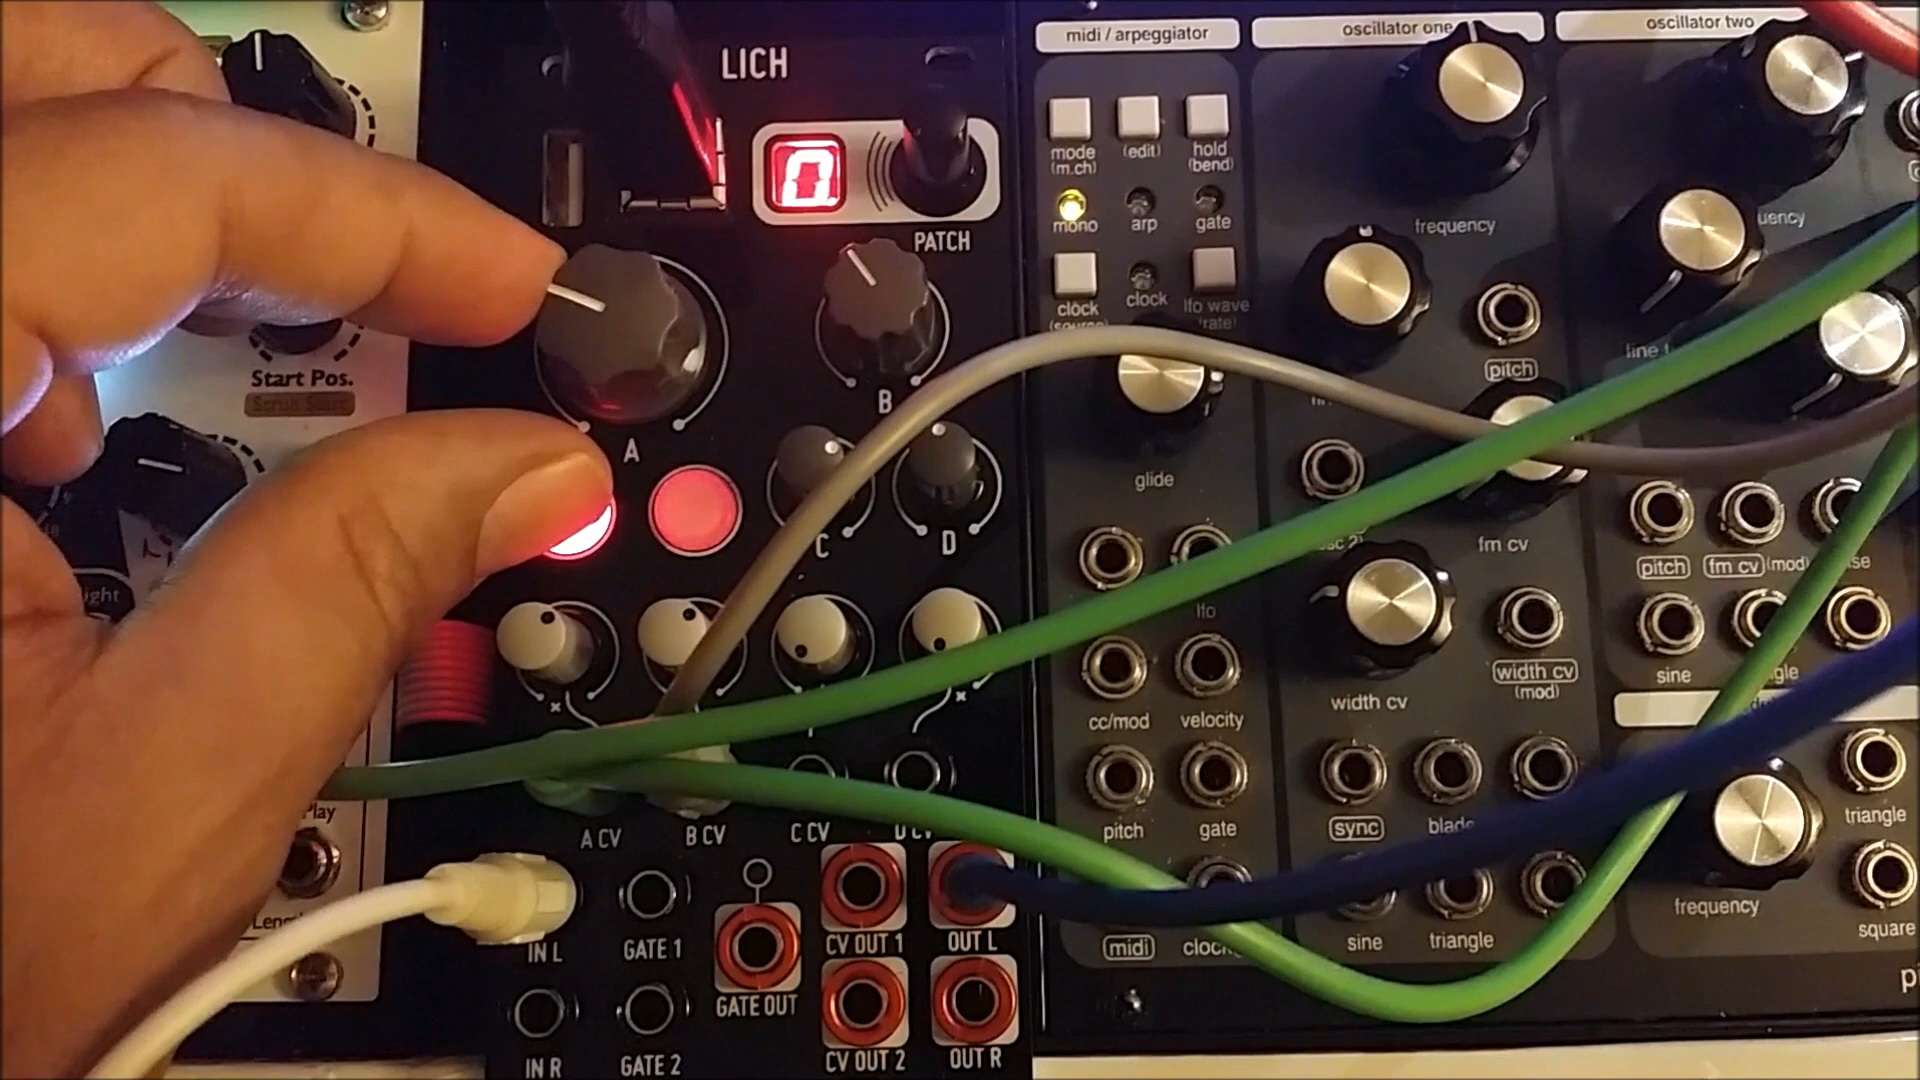 LICH
0
PATCH
A
B
C
D
A CV
B CV
C CV
IN L
GATE 1
GATE OUT
CV OUT 1
OUT L
IN R
GATE 2
CV OUT 2
OUT R
Start Pos.
Play
midi / arpeggiator
mode
(m.ch)
(edit)
hold
(bend)
mono
arp
gate
clock
clock
lfo wave
glide
lfo
cc/mod
velocity
pitch
gate
midi
oscillator one
frequency
pitch
fm cv
width cv
width cv
(mod)
sync
sine
triangle
oscillator two
pitch
fm cv
(mod)
sine
frequency
triangle
square